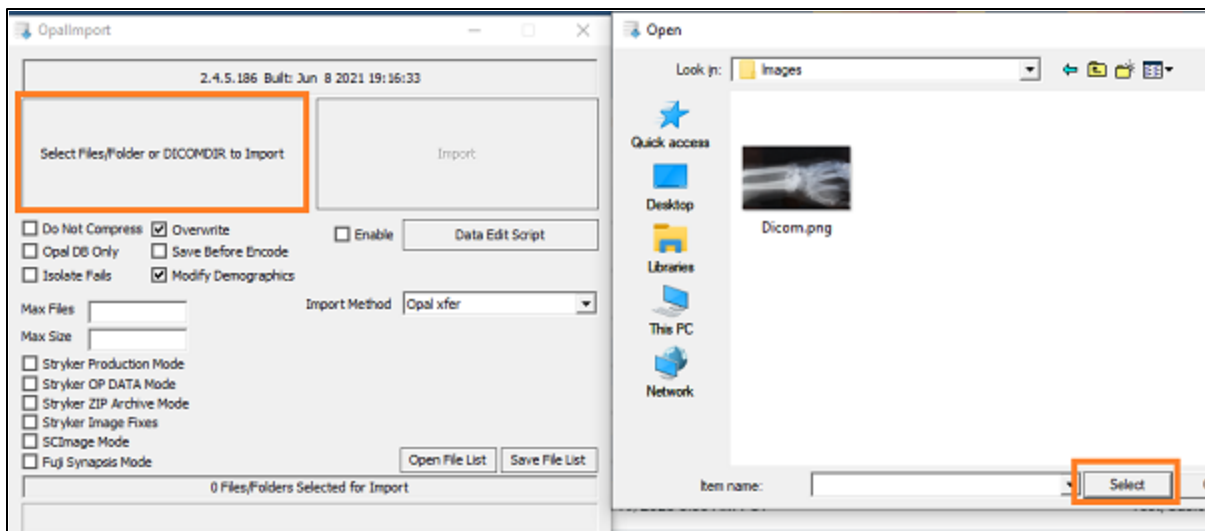 OpalImport
2.4.5.186 Built: Jun 8 2021 19:16:33
Select Files/Folder or DICOMDIR to Import
Import
Do Not Compress
Overwrite
Enable
Data Edit Script
Opal DB Only
Save Before Encode
Isolate Fails
Modify Demographics
Max Files
Import Method
Opal xfer
Max Size
Stryker Production Mode
Stryker OP DATA Mode
Stryker ZIP Archive Mode
Stryker Image Fixes
SCImage Mode
Fuji Synapsis Mode
Open File List
Save File List
0 Files/Folders Selected for Import
Open
Look in:
Images
Quick access
Desktop
Libraries
This PC
Network
Dicom.png
Item name:
Select